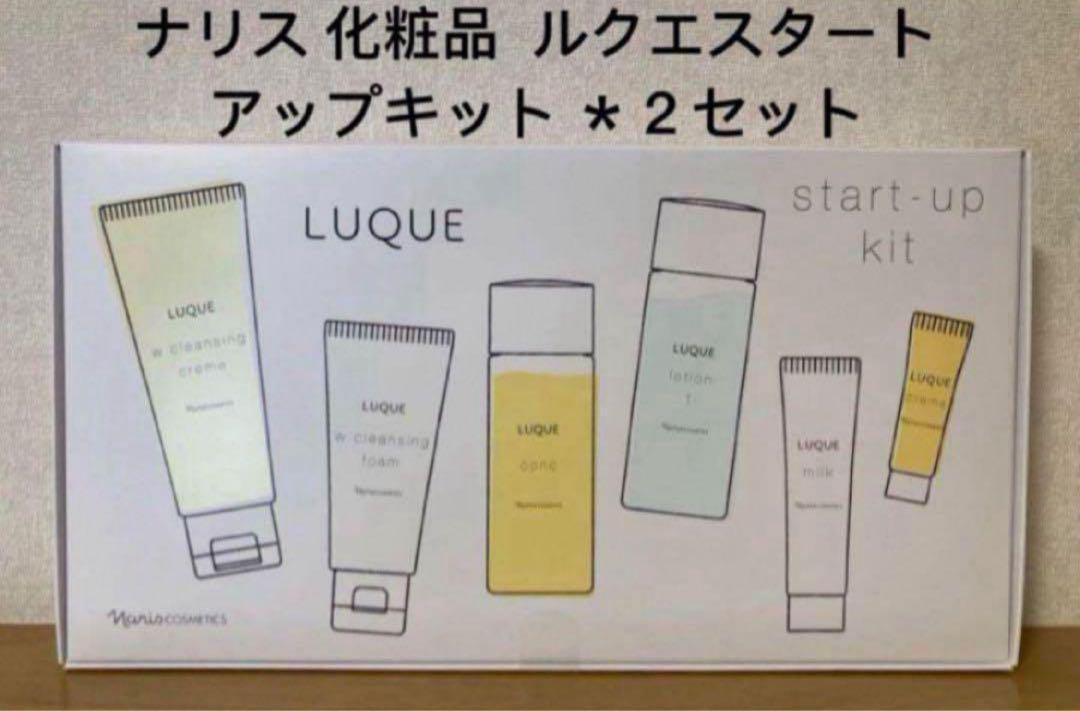 ナリス 化粧品 ルクエスタート
アップキット ＊２セット
LUQUE
start-up
kit
LUQUE
w cleansing
creme
LUQUE
w cleansing
foam
LUQUE
conc
LUQUE
lotion
1
LUQUE
milk
LUQUE
creme
Naris COSMETICS